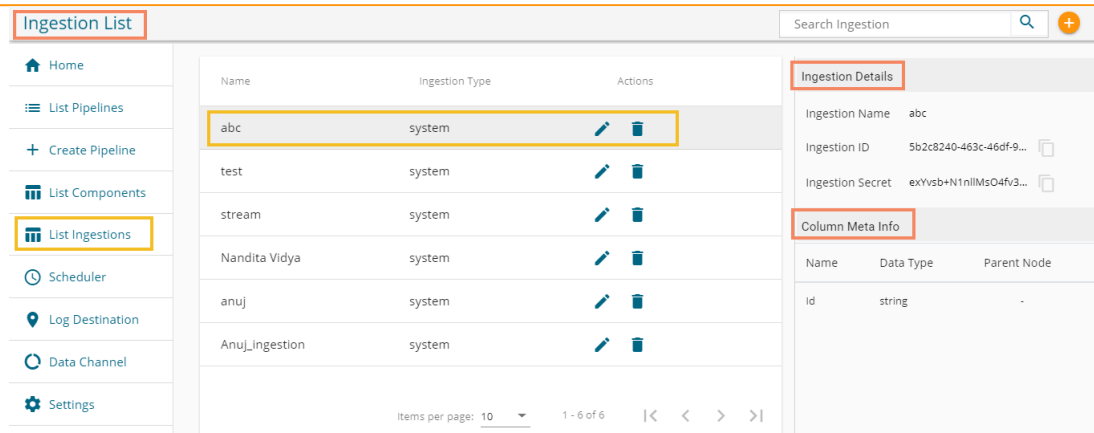 Ingestion List
Search Ingestion
Home
List Pipelines
Create Pipeline
List Components
List Ingestions
Scheduler
Log Destination
Data Channel
Settings
Name Ingestion Type Actions
abc system
test system
stream system
Nandita Vidya system
anuj system
Anuj_ingestion system
Items per page: 10 1 - 6 of 6
Ingestion Details
Ingestion Name abc
Ingestion ID 5b2c8240-463c-46df-9...
Ingestion Secret exYvsb+N1nllMsO4fv3...
Column Meta Info
Name Data Type Parent Node
Id string -